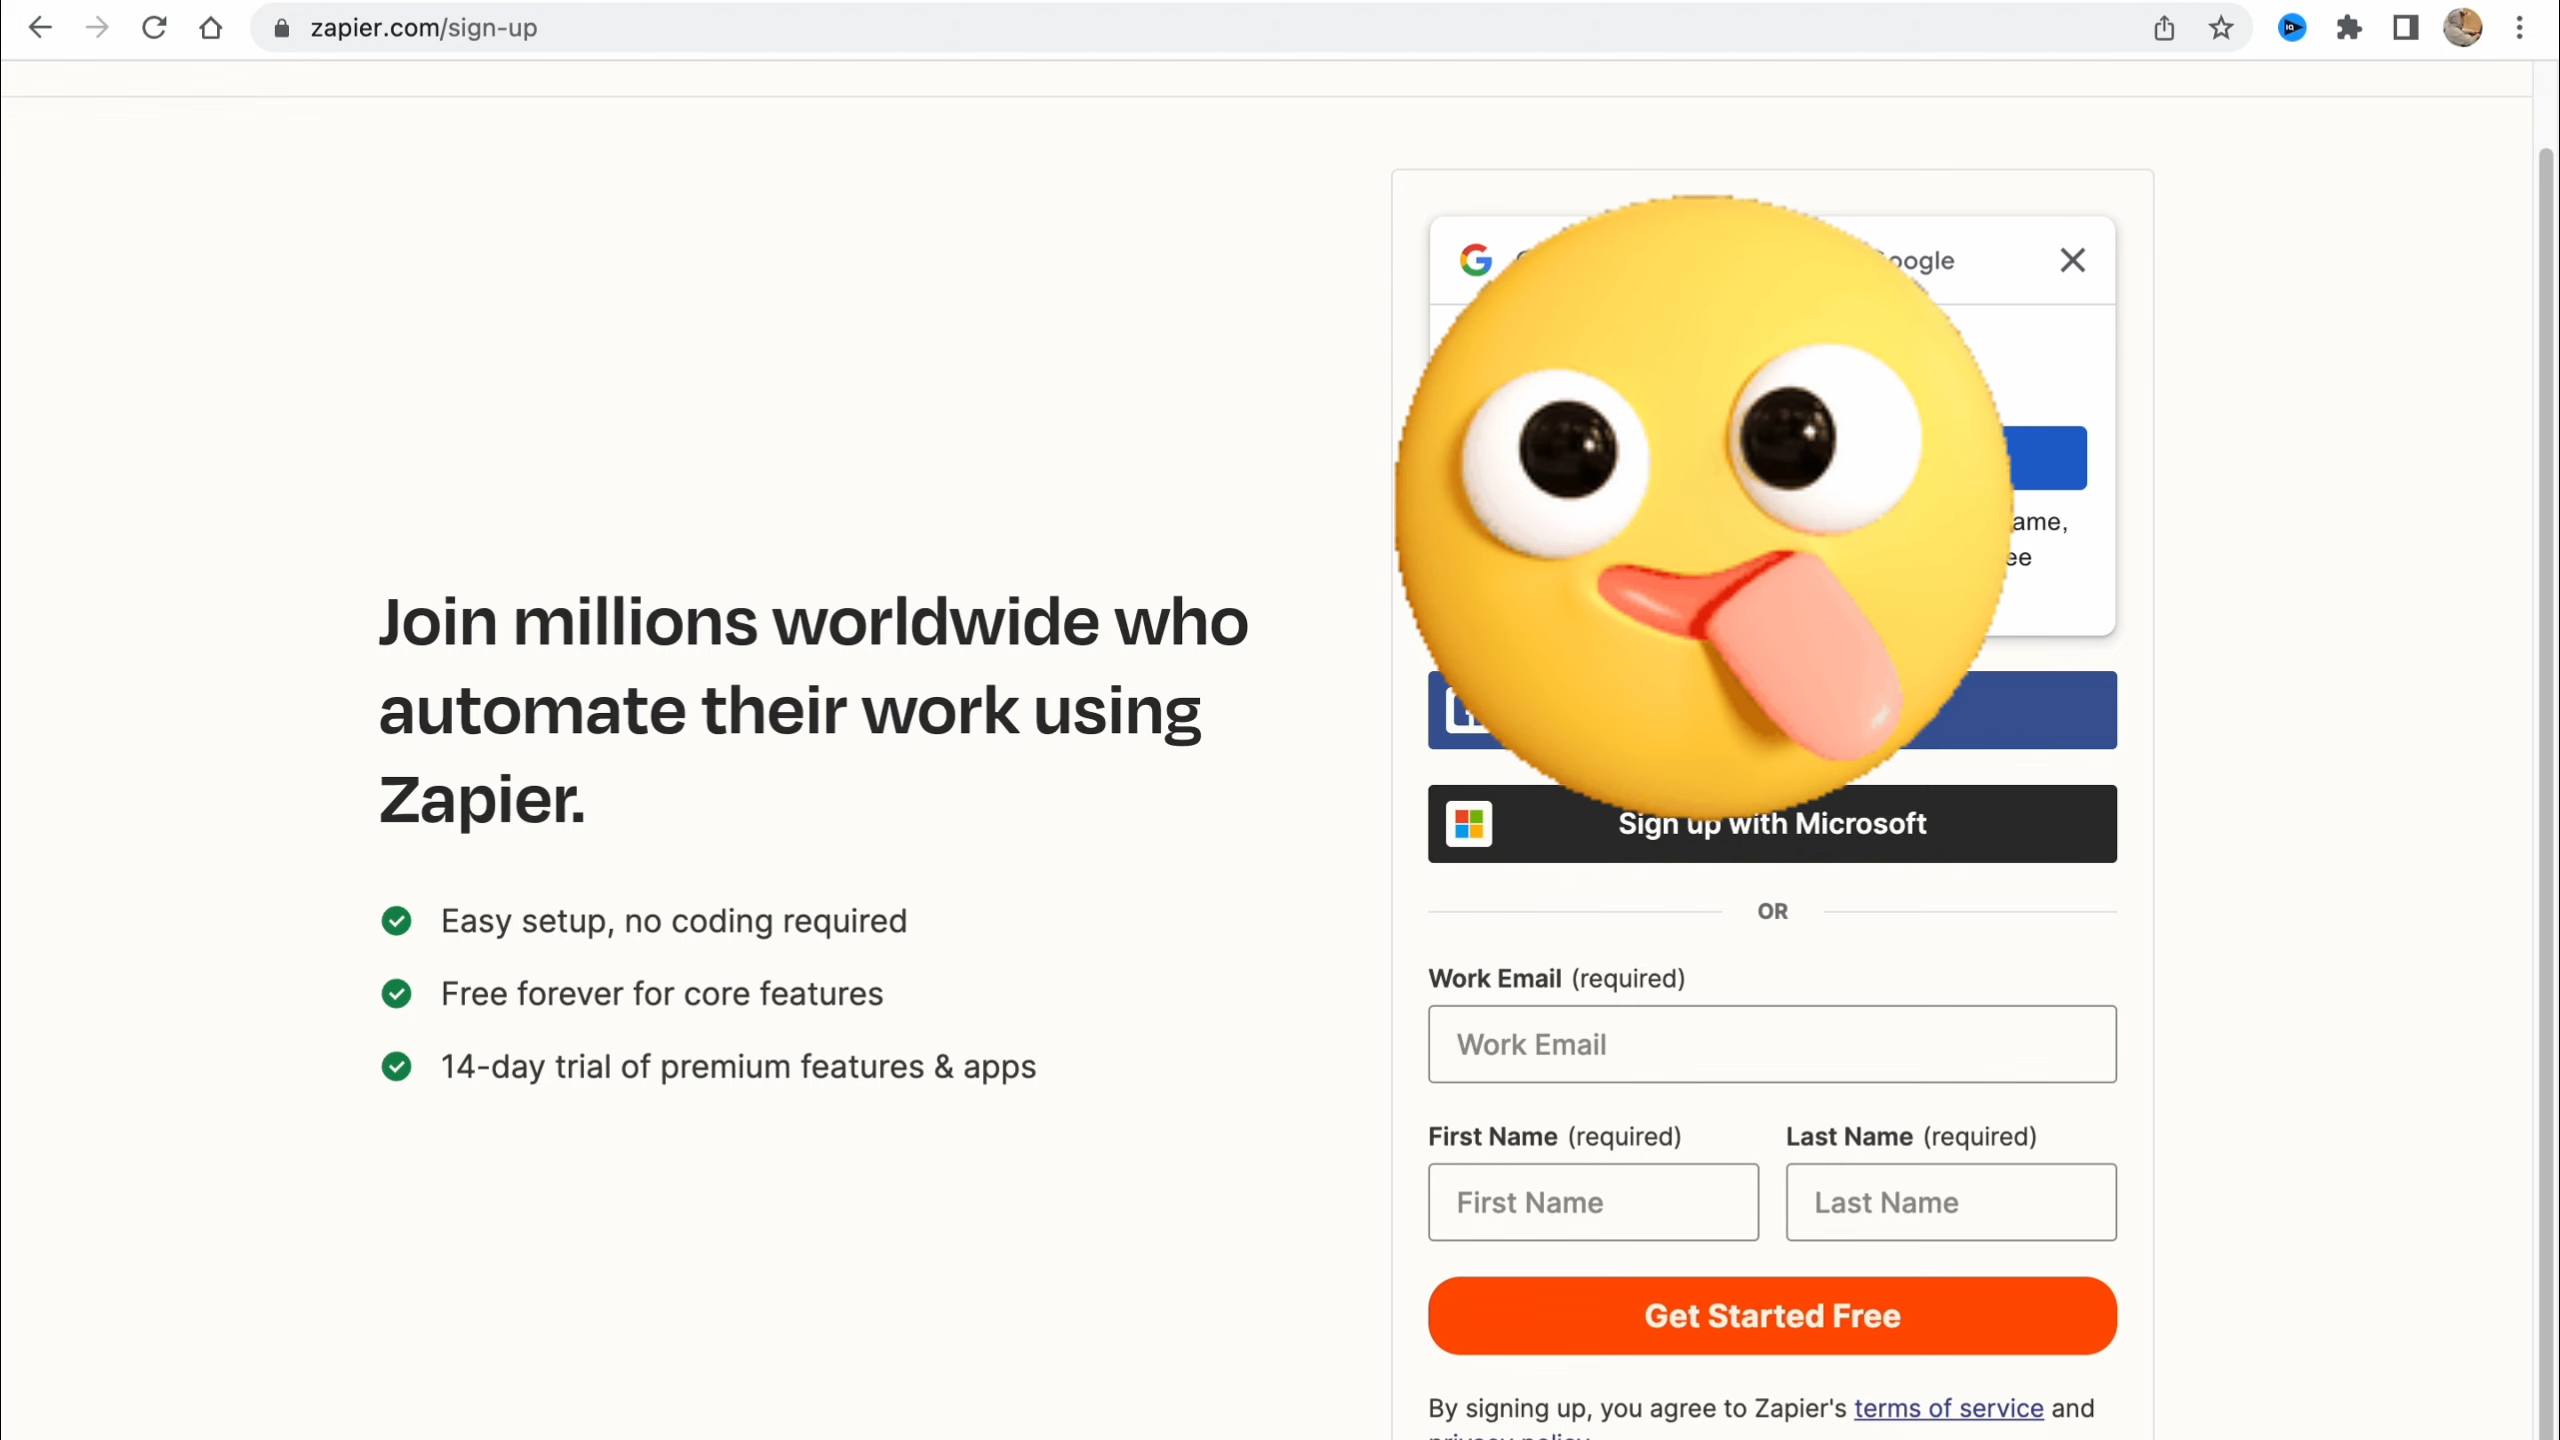 zapier.com/sign-up
Join millions worldwide who
automate their work using
Zapier.
Easy setup, no coding required
Free forever for core features
14-day trial of premium features & apps
Sign up with Microsoft
OR
Work Email (required)
Work Email
First Name (required) Last Name (required)
First Name Last Name
Get Started Free
By signing up, you agree to Zapier's terms of service and